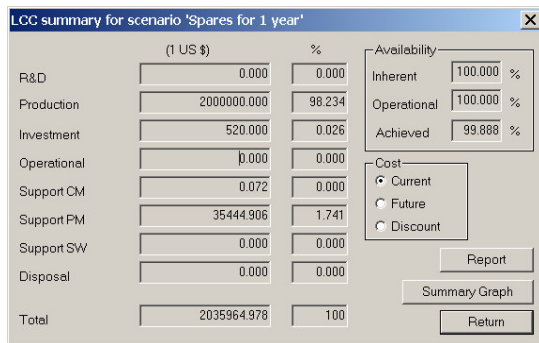 LCC summary for scenario 'Spares for 1 year'
(1 US $) %
R&D 0.000 0.000
Production 2000000.000 98.234
Investment 520.000 0.026
Operational 0.000 0.000
Support CM 0.072 0.000
Support PM 35444.906 1.741
Support SW 0.000 0.000
Disposal 0.000 0.000
Total 2035964.978 100
Availability
Inherent 100.000 %
Operational 100.000 %
Achieved 99.888 %
Cost
Current
Future
Discount
Report
Summary Graph
Return